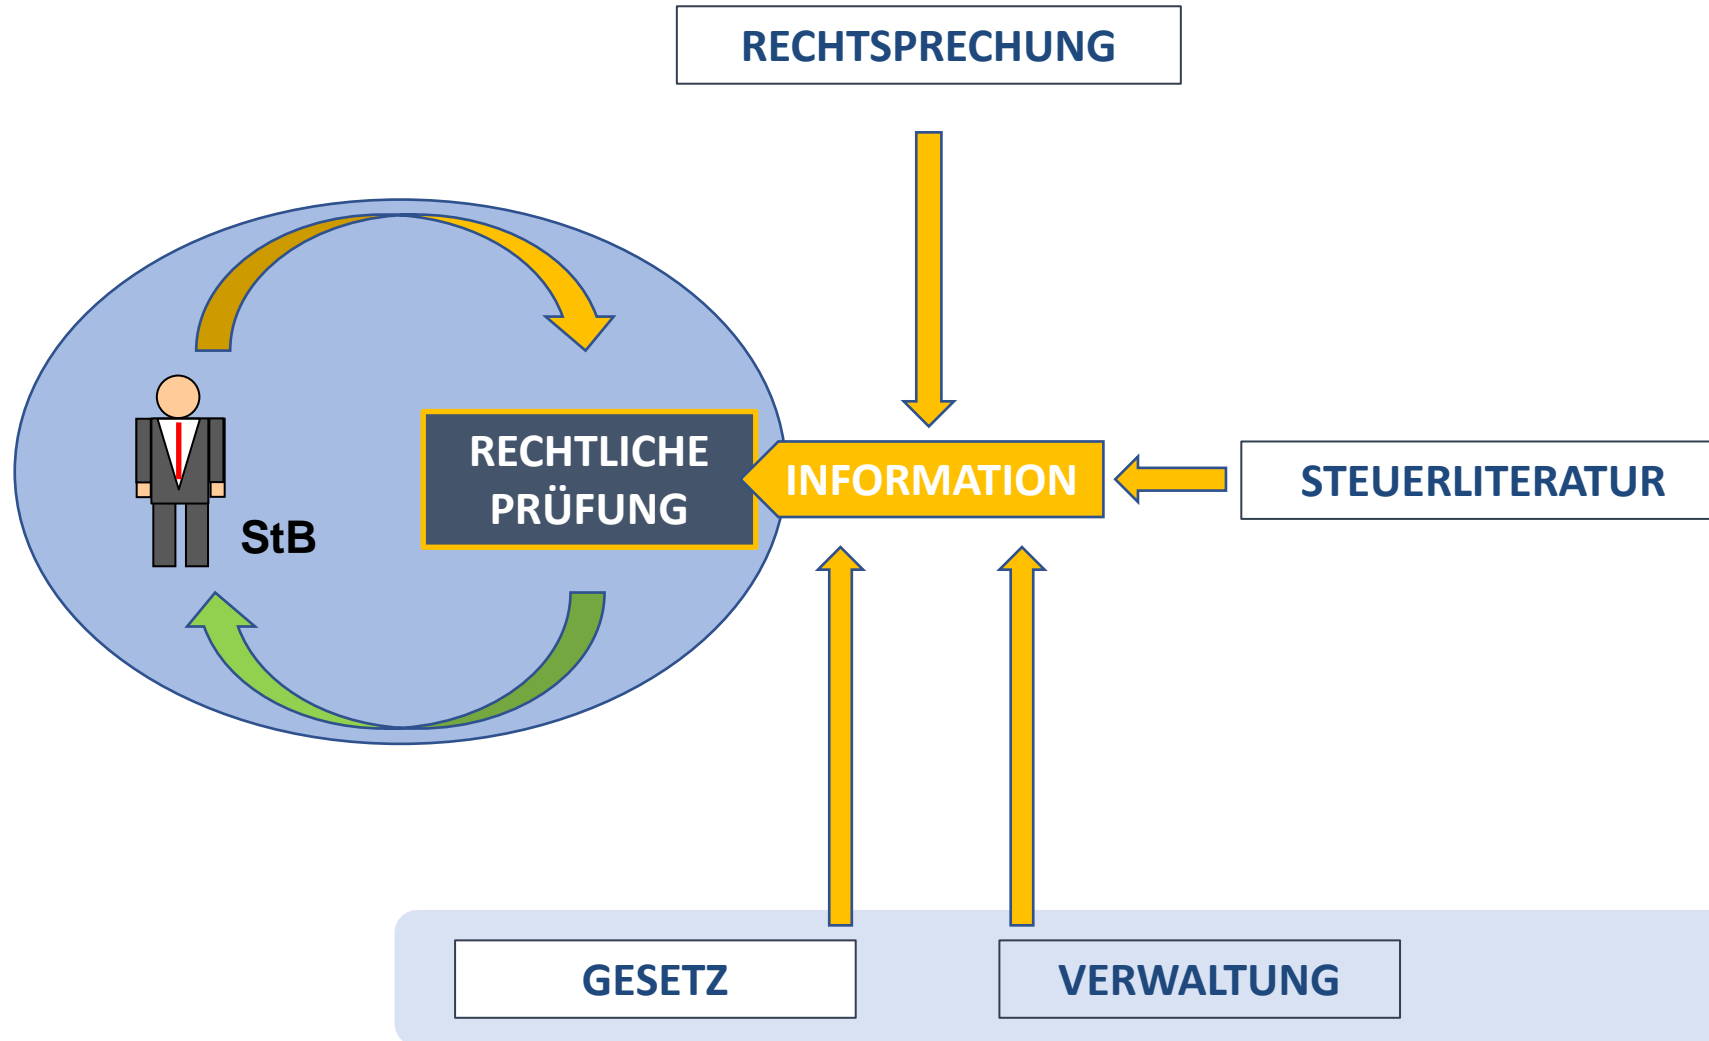 RECHTSPRECHUNG
RECHTLICHE
PRÜFUNG
INFORMATION
STEUERLITERATUR
StB
GESETZ
VERWALTUNG